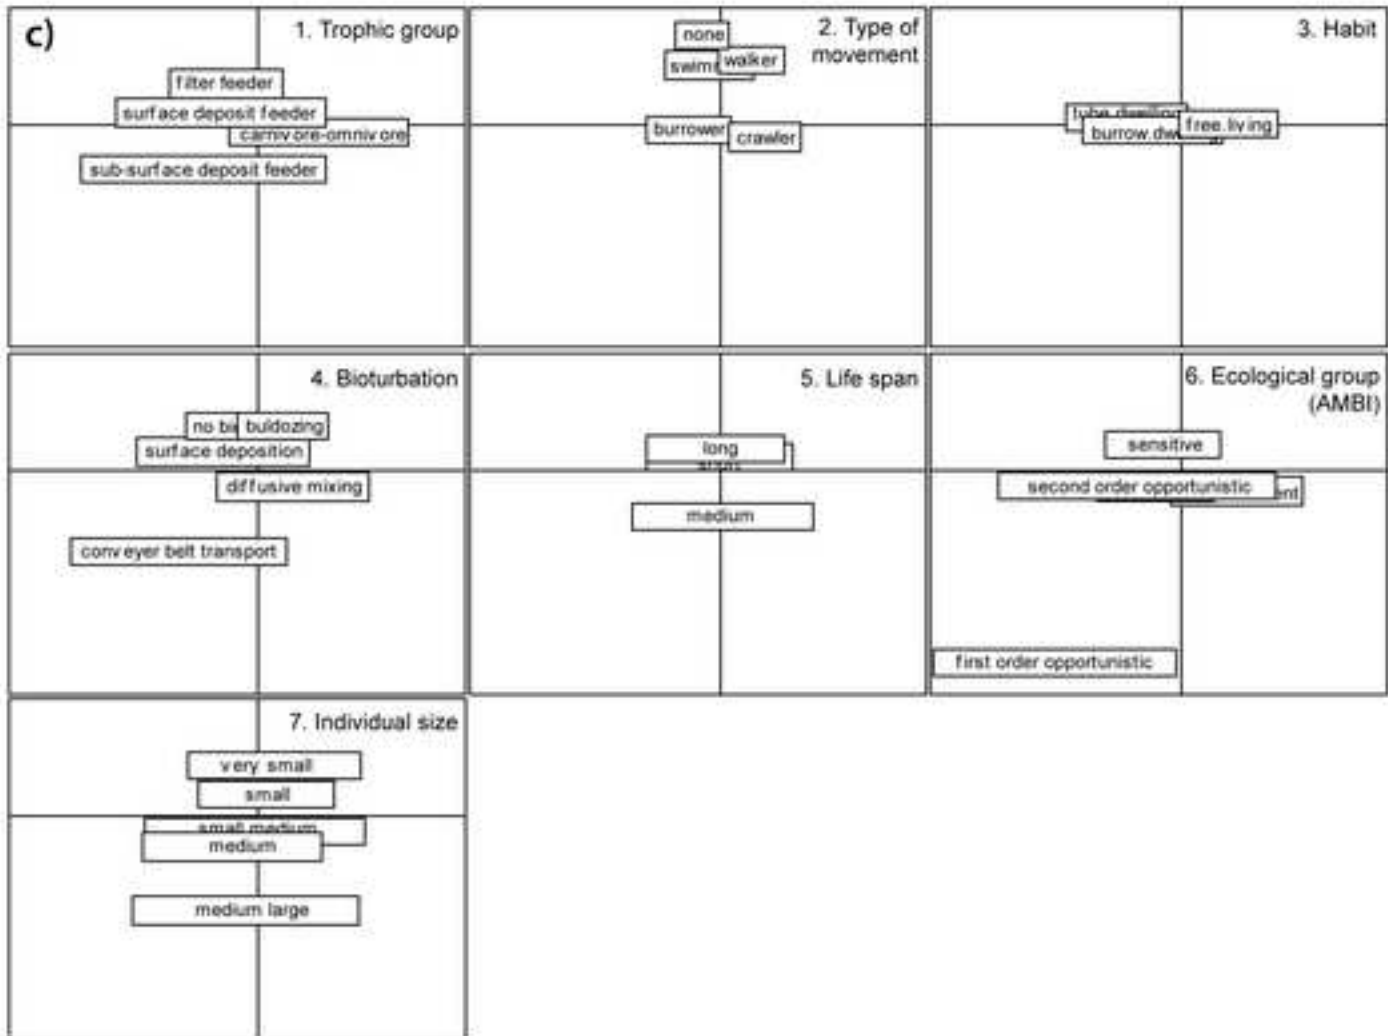 c)
1. Trophic group
filter feeder
surface deposit feeder
carnivore-omnivore
sub-surface deposit feeder
2. Type of
movement
none
walker
burrower
crawler
3. Habit
free.living
4. Bioturbation
buldozing
surface deposition
diffusive mixing
conveyer belt transport
5. Life span
long
medium
6. Ecological group
(AMBI)
sensitive
second order opportunistic
first order opportunistic
7. Individual size
very small
small
small medium
medium
medium large